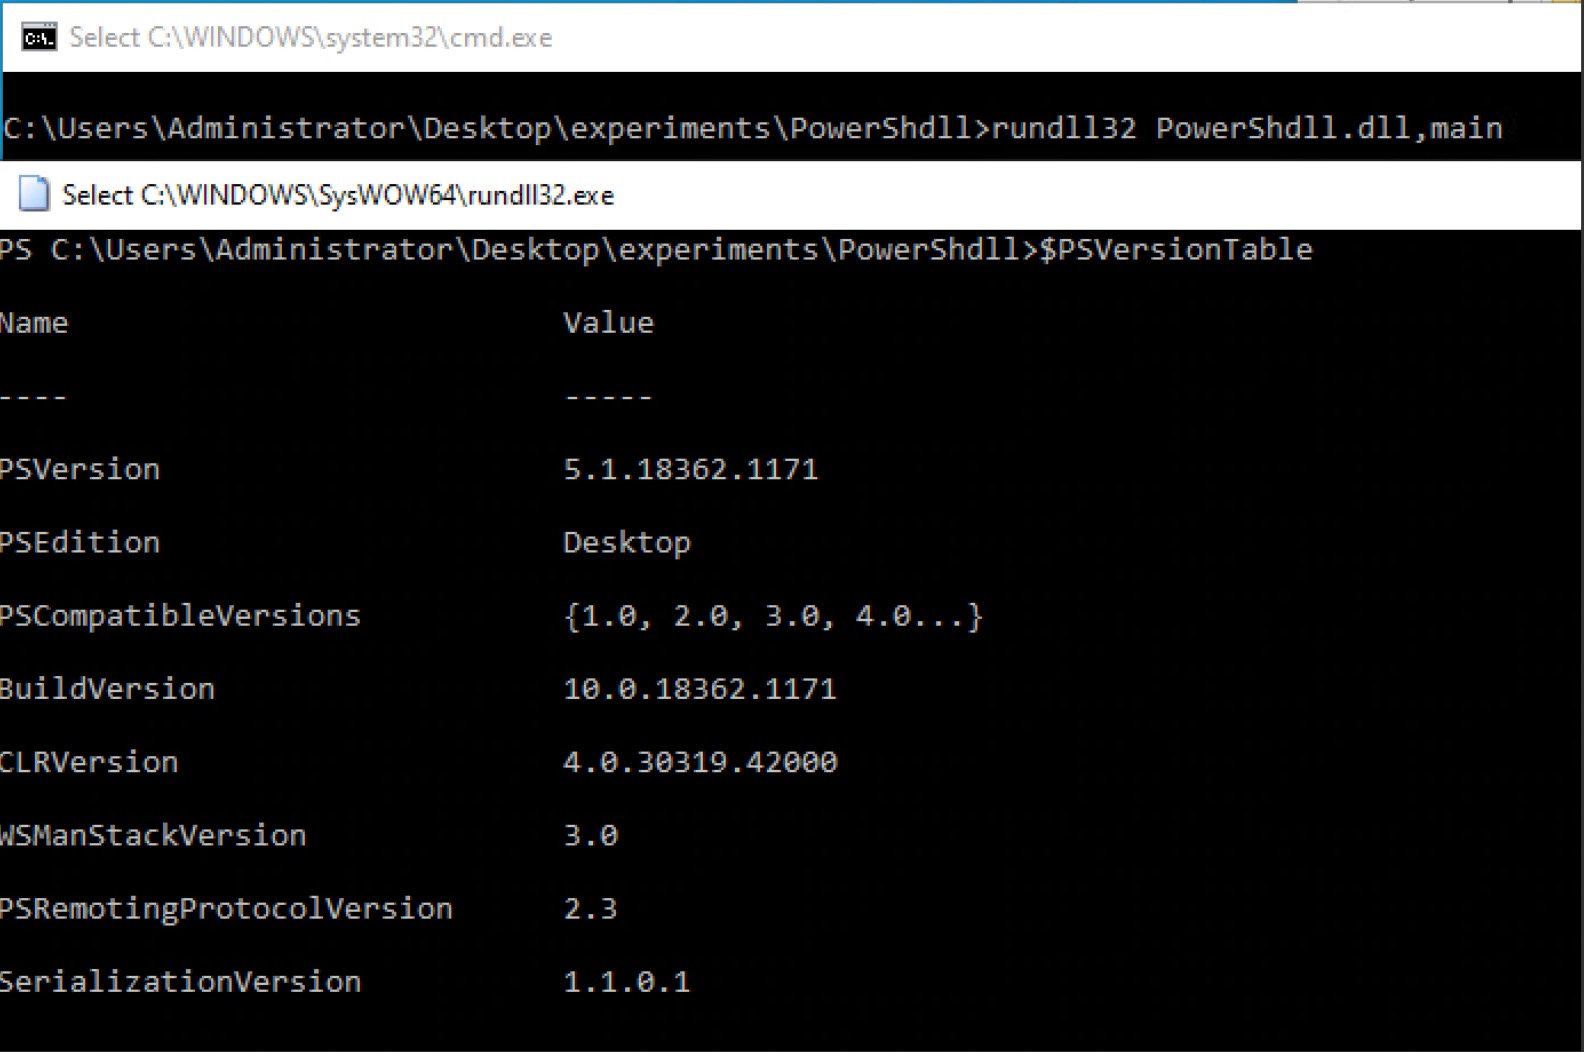 Select C:\WINDOWS\system32\cmd.exe
C:\Users\Administrator\Desktop\experiments\PowerShdll>rundll32 PowerShdll.dll,main
Select C:\WINDOWS\SysWOW64\rundll32.exe
PS C:\Users\Administrator\Desktop\experiments\PowerShdll>$PSVersionTable
Name Value
---- -----
PSVersion 5.1.18362.1171
PSEdition Desktop
PSCompatibleVersions {1.0, 2.0, 3.0, 4.0...}
BuildVersion 10.0.18362.1171
CLRVersion 4.0.30319.42000
WSManStackVersion 3.0
PSRemotingProtocolVersion 2.3
SerializationVersion 1.1.0.1